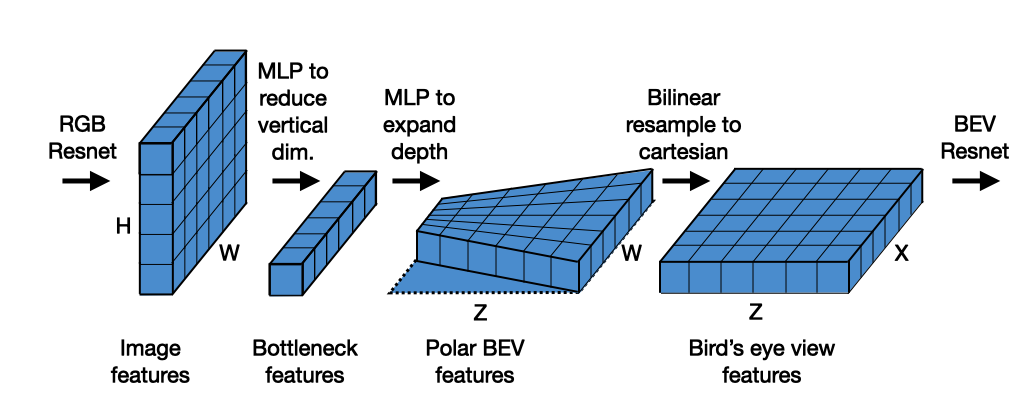 RGB
Resnet
MLP to
reduce
vertical
dim.
MLP to
expand
depth
Bilinear
resample to
cartesian
BEV
Resnet
H
W
W
Z
X
Z
Image
features
Bottleneck
features
Polar BEV
features
Bird's eye view
features